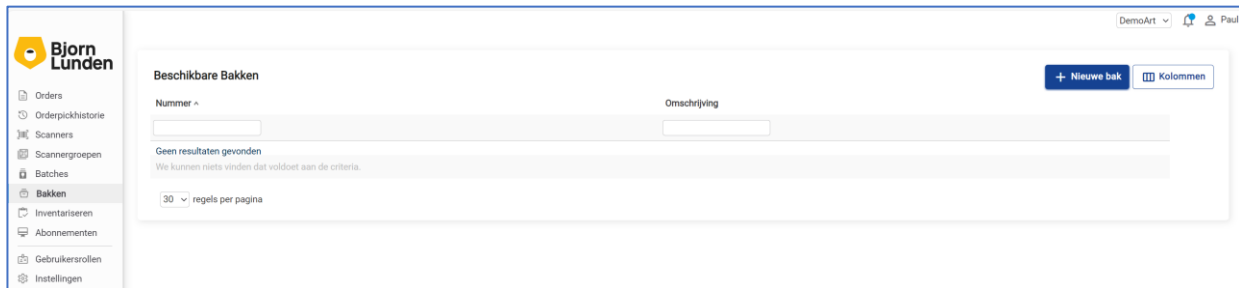 DemoArt
Paul
Bjorn
Lunden
Orders
Orderpickhistorie
Scanners
Scannergroepen
Batches
Bakken
Inventariseren
Abonnementen
Gebruikersrollen
Instellingen
Beschikbare Bakken
+ Nieuwe bak
Kolommen
Nummer
Omschrijving
Geen resultaten gevonden
We kunnen niets vinden dat voldoet aan de criteria.
30 regels per pagina